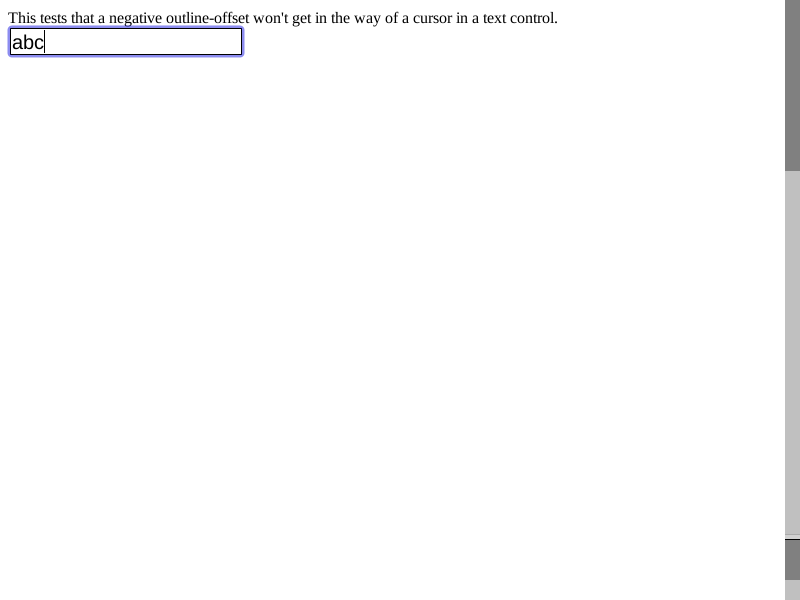 This tests that a negative outline-offset won't get in the way of a cursor in a text control.
abc